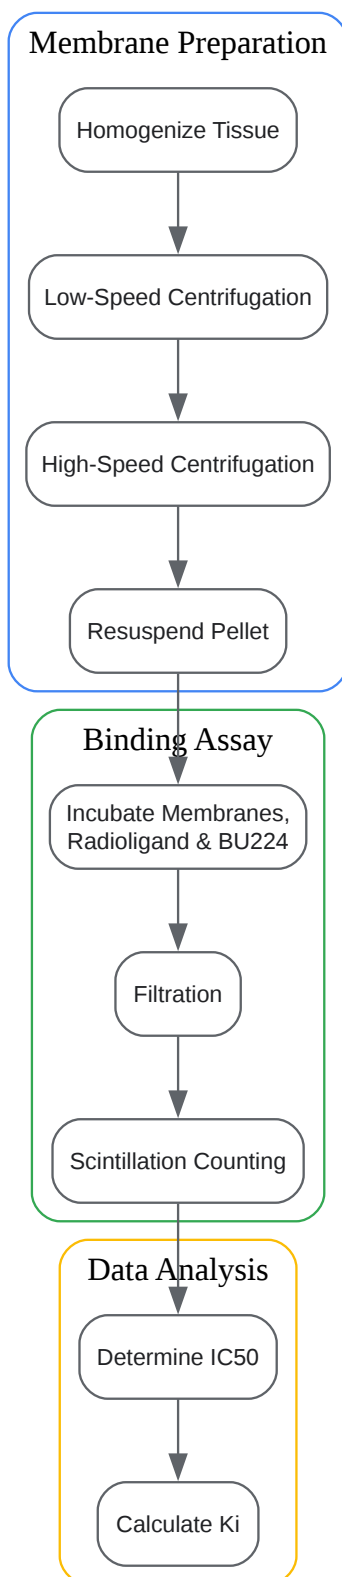 Membrane Preparation
Homogenize Tissue
Low-Speed Centrifugation
High-Speed Centrifugation
Resuspend Pellet
Binding Assay
Incubate Membranes,
Radioligand & BU224
Filtration
Scintillation Counting
Data Analysis
Determine IC50
Calculate Ki